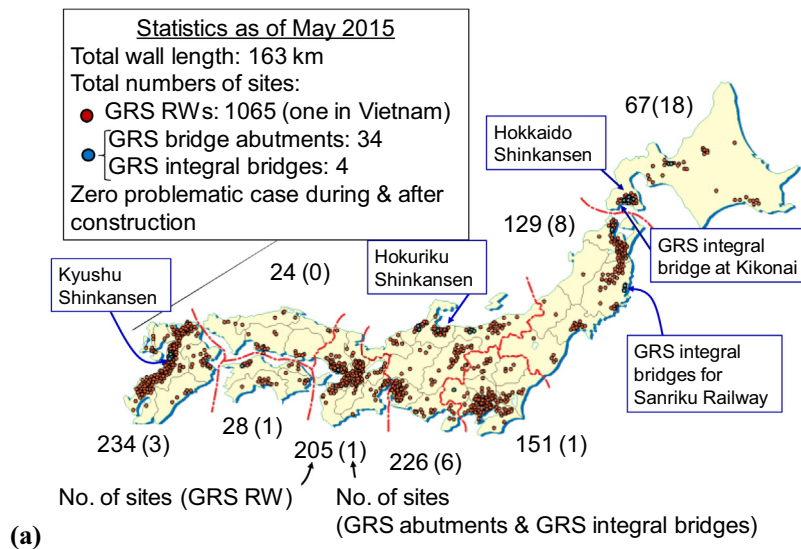 Statistics as of May 2015
Total wall length: 163 km
Total numbers of sites:
GRS RWs: 1065 (one in Vietnam)
GRS bridge abutments: 34
GRS integral bridges: 4
Zero problematic case during & after
construction
67(18)
Hokkaido
Shinkansen
129 (8)
GRS integral
bridge at Kikonai
Hokuriku
Shinkansen
24 (0)
Kyushu
Shinkansen
GRS integral
bridges for
Sanriku Railway
234 (3)
28 (1)
205 (1)
226 (6)
151 (1)
No. of sites (GRS RW)
No. of sites
(GRS abutments & GRS integral bridges)
(a)